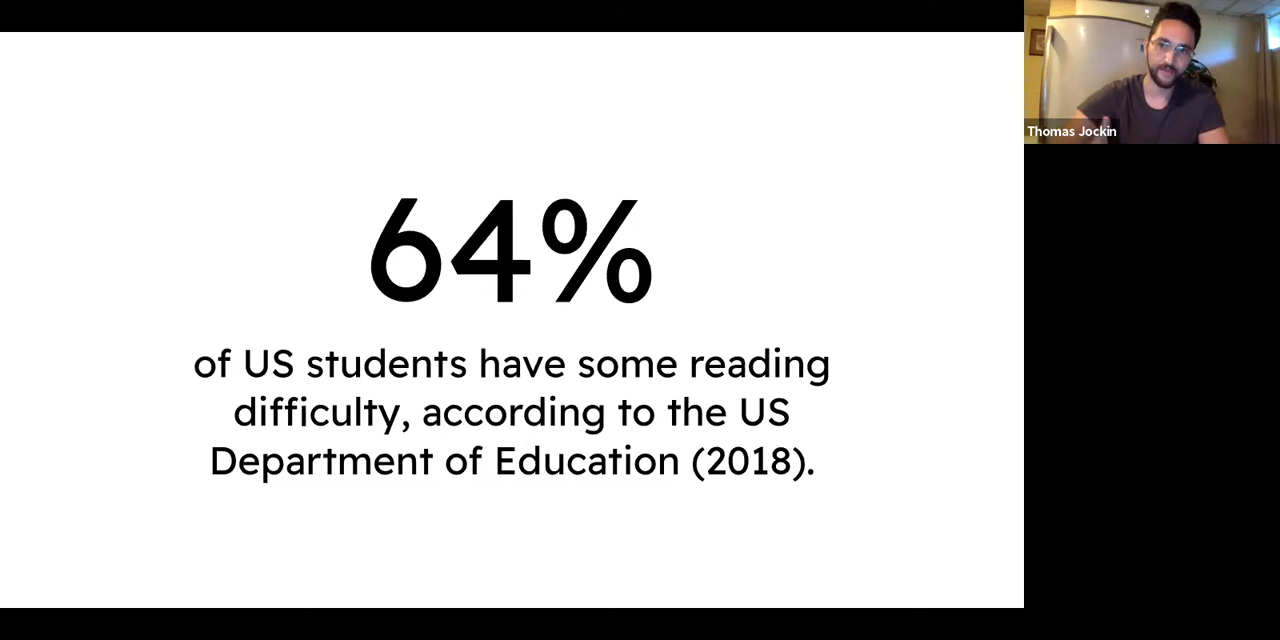 64%
of US students have some reading
difficulty, according to the US
Department of Education (2018).
Thomas Jockin